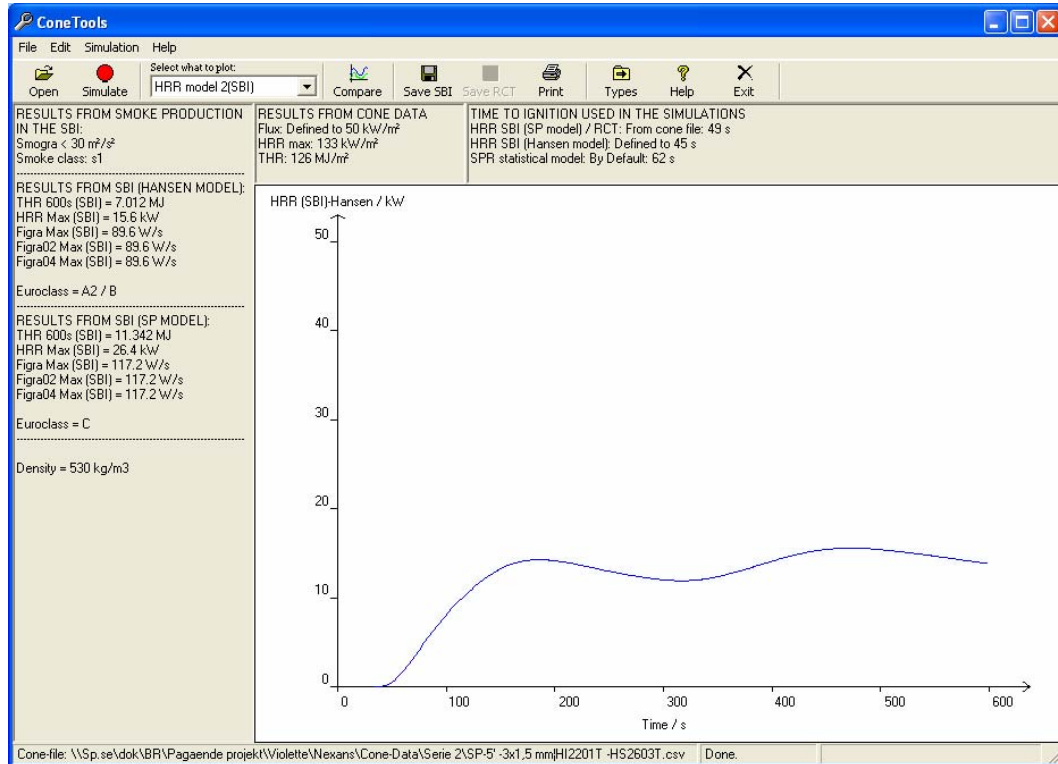 ConeTools
File Edit Simulation Help
Select what to plot:
HRR model 2(SBI)
Open Simulate Compare Save SBI Save RCT Print Types Help Exit
RESULTS FROM SMOKE PRODUCTION
IN THE SBI:
Smogra < 30 m²/s²
Smoke class: s1
RESULTS FROM SBI (HANSEN MODEL):
THR 600s (SBI) = 7.012 MJ
HRR Max (SBI) = 15.6 kW
Figra Max (SBI) = 89.6 W/s
Figra02 Max (SBI) = 89.6 W/s
Figra04 Max (SBI) = 89.6 W/s
Euroclass = A2 / B
RESULTS FROM SBI (SP MODEL):
THR 600s (SBI) = 11.342 MJ
HRR Max (SBI) = 26.4 kW
Figra Max (SBI) = 117.2 W/s
Figra02 Max (SBI) = 117.2 W/s
Figra04 Max (SBI) = 117.2 W/s
Euroclass = C
Density = 530 kg/m3
RESULTS FROM CONE DATA
Flux: Defined to 50 kW/m²
HRR max: 133 kW/m²
THR: 126 MJ/m²
TIME TO IGNITION USED IN THE SIMULATIONS
HRR SBI (SP model) / RCT: From cone file: 49 s
HRR SBI (Hansen model): Defined to 45 s
SPR statistical model: By Default: 62 s
HRR (SBI)-Hansen / kW
50
40
30
20
10
0
0 100 200 300 400 500 600
Time / s
Cone-file: \\Sp.se\dok\BR\Pagaende projekt\Violette\Nexans\Cone-Data\Serie 2\SP-5' -3x1,5 mm|HI2201T -HS2603T.csv Done.